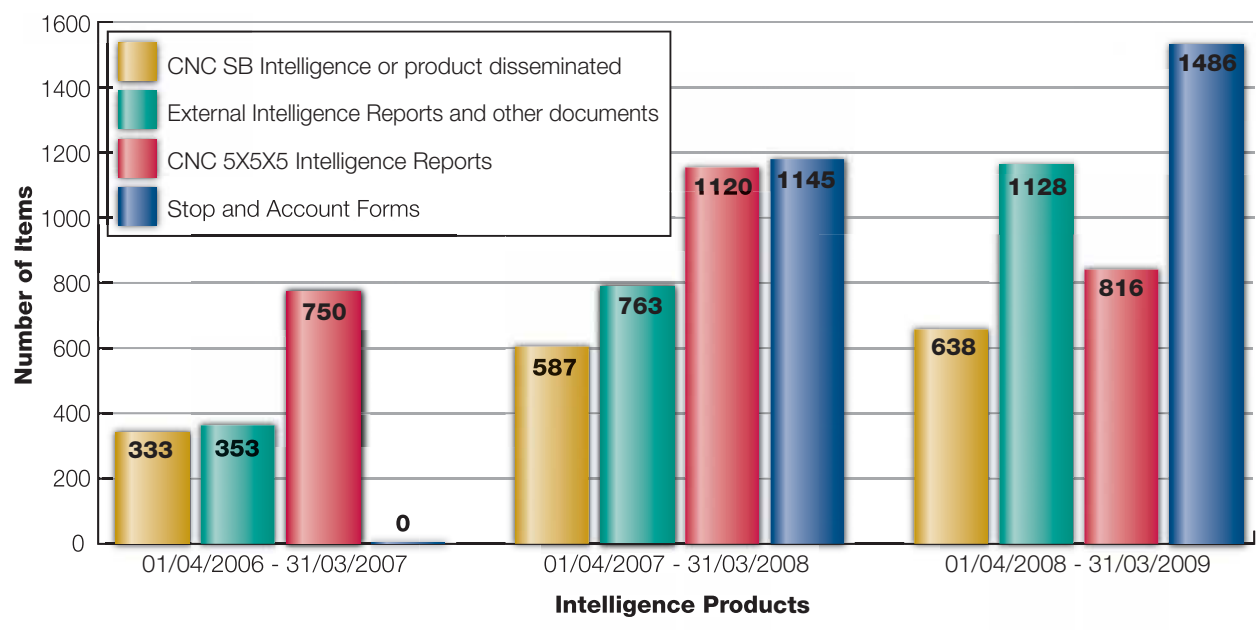 1600
1400
1200
1000
800
600
400
200
0
Number of Items
CNC SB Intelligence or product disseminated
External Intelligence Reports and other documents
CNC 5X5X5 Intelligence Reports
Stop and Account Forms
333
353
750
0
587
763
1120
1145
638
1128
816
1486
01/04/2006 - 31/03/2007
01/04/2007 - 31/03/2008
01/04/2008 - 31/03/2009
Intelligence Products